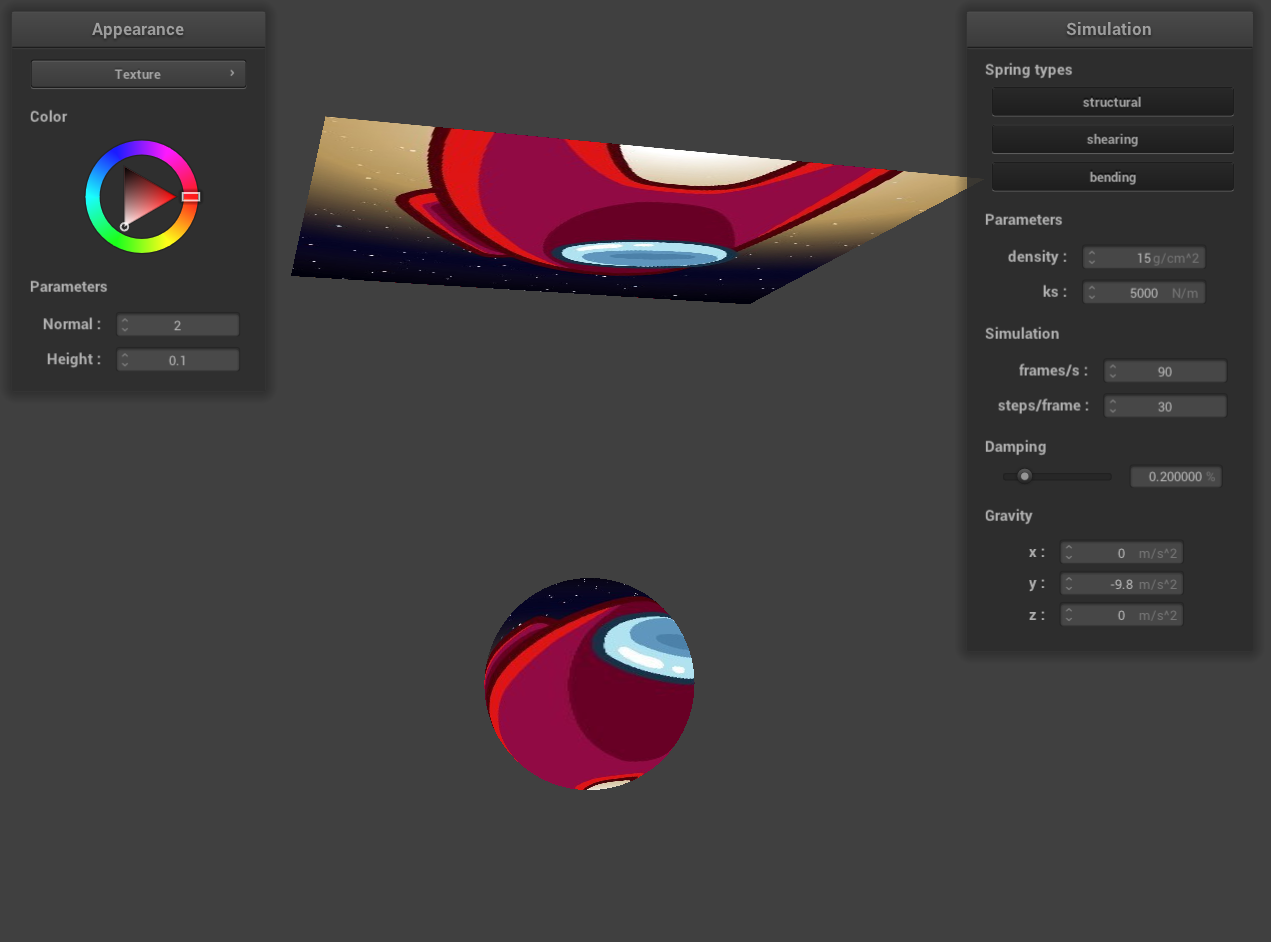 Appearance
Texture
Color
Parameters
Normal : 2
Height : 0.1
Simulation
Spring types
structural
shearing
bending
Parameters
density : 15 g/cm^2
ks : 5000 N/m
Simulation
frames/s : 90
steps/frame : 30
Damping
0.200000 %
Gravity
x : 0 m/s^2
y : -9.8 m/s^2
z : 0 m/s^2